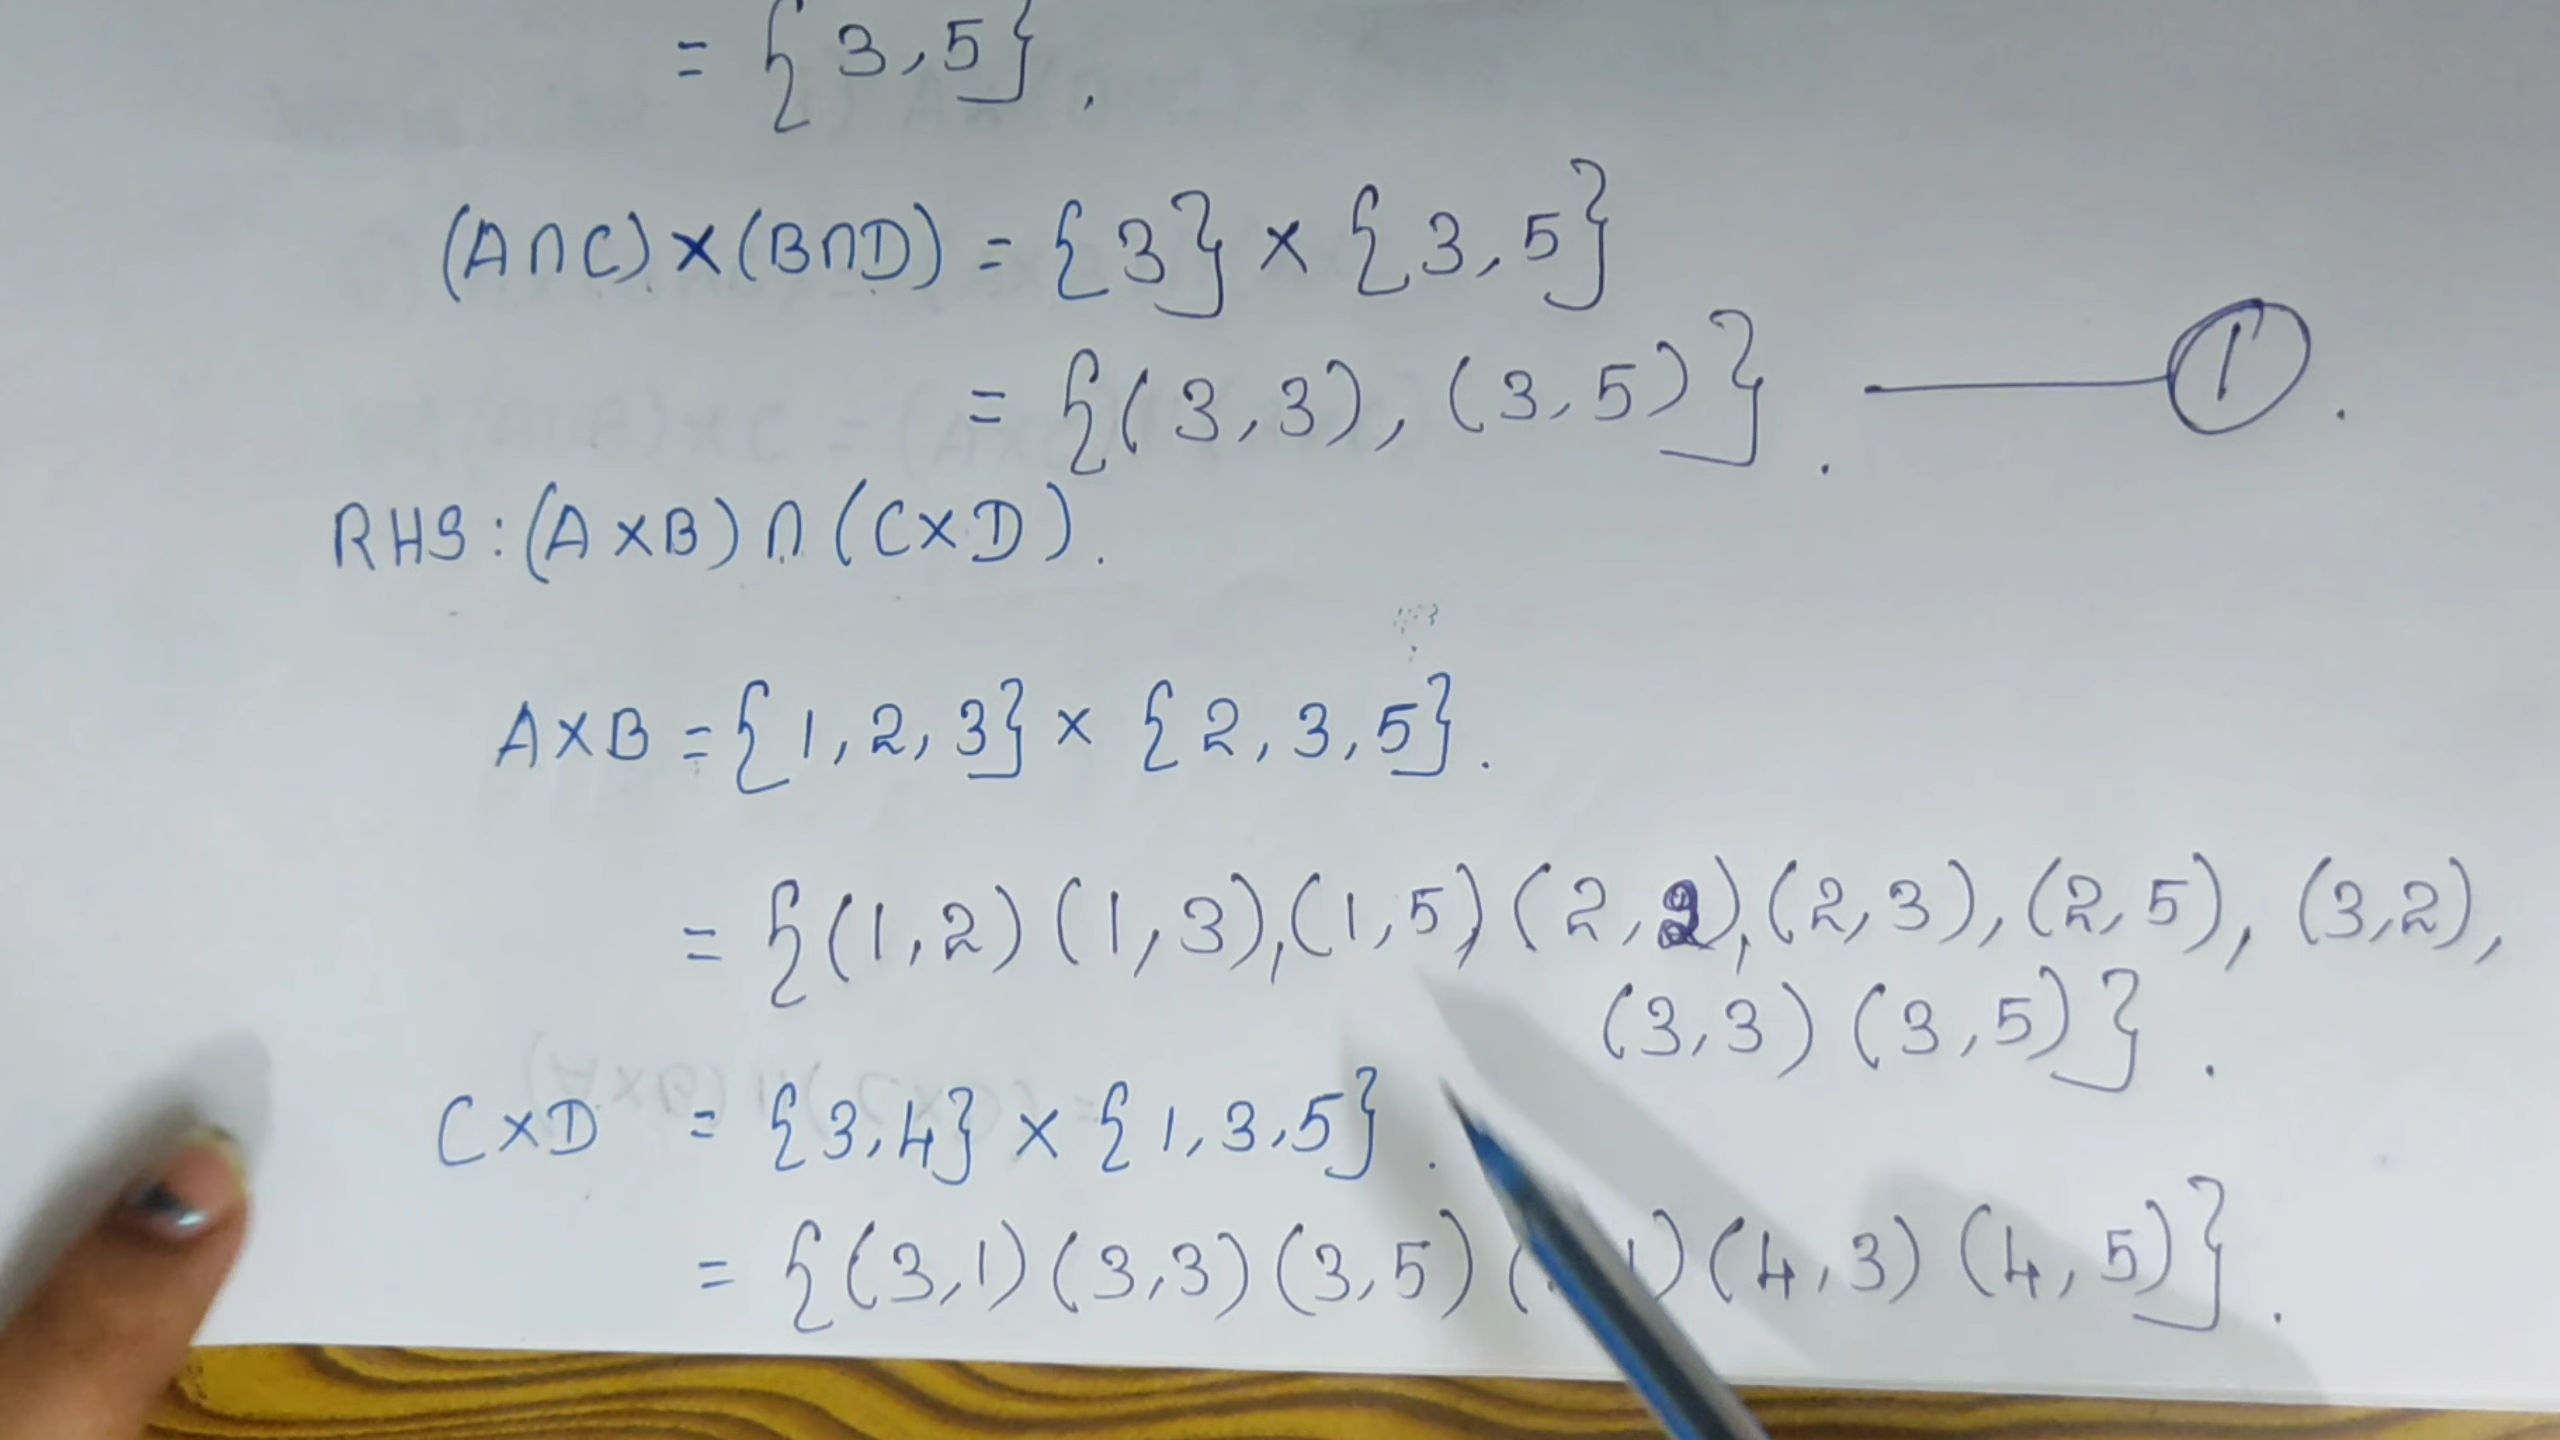 = {3,5}.
(A∩C)×(B∩D) = {3} × {3,5}
= {(3,3), (3,5)}. — 1.
RHS: (A×B)∩(C×D).
A×B = {1,2,3} × {2,3,5}.
= {(1,2) (1,3), (1,5), (2,2), (2,3), (2,5), (3,2),
(3,3) (3,5)}.
C×D = {3,4} × {1,3,5}.
= {(3,1) (3,3) (3,5) ( 1) (4,3) (4,5)}.